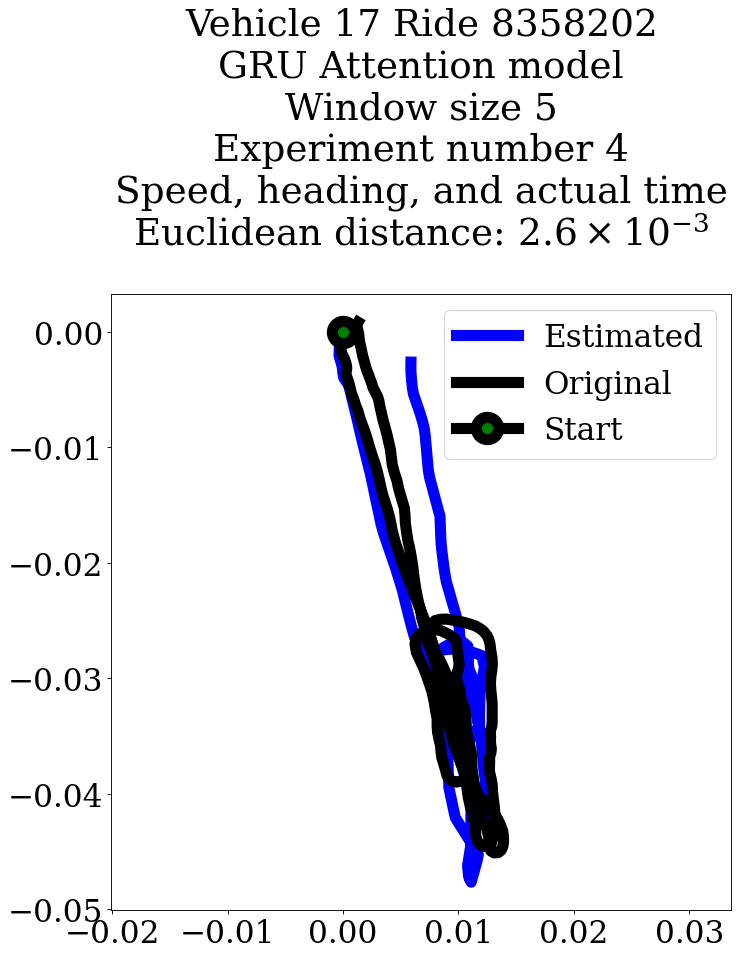 Vehicle 17 Ride 8358202
GRU Attention model
Window size 5
Experiment number 4
Speed, heading, and actual time
Euclidean distance: 2.6 × 10⁻³
Estimated
Original
Start
0.00
−0.01
−0.02
−0.03
−0.04
−0.05
−0.02 −0.01 0.00 0.01 0.02 0.03